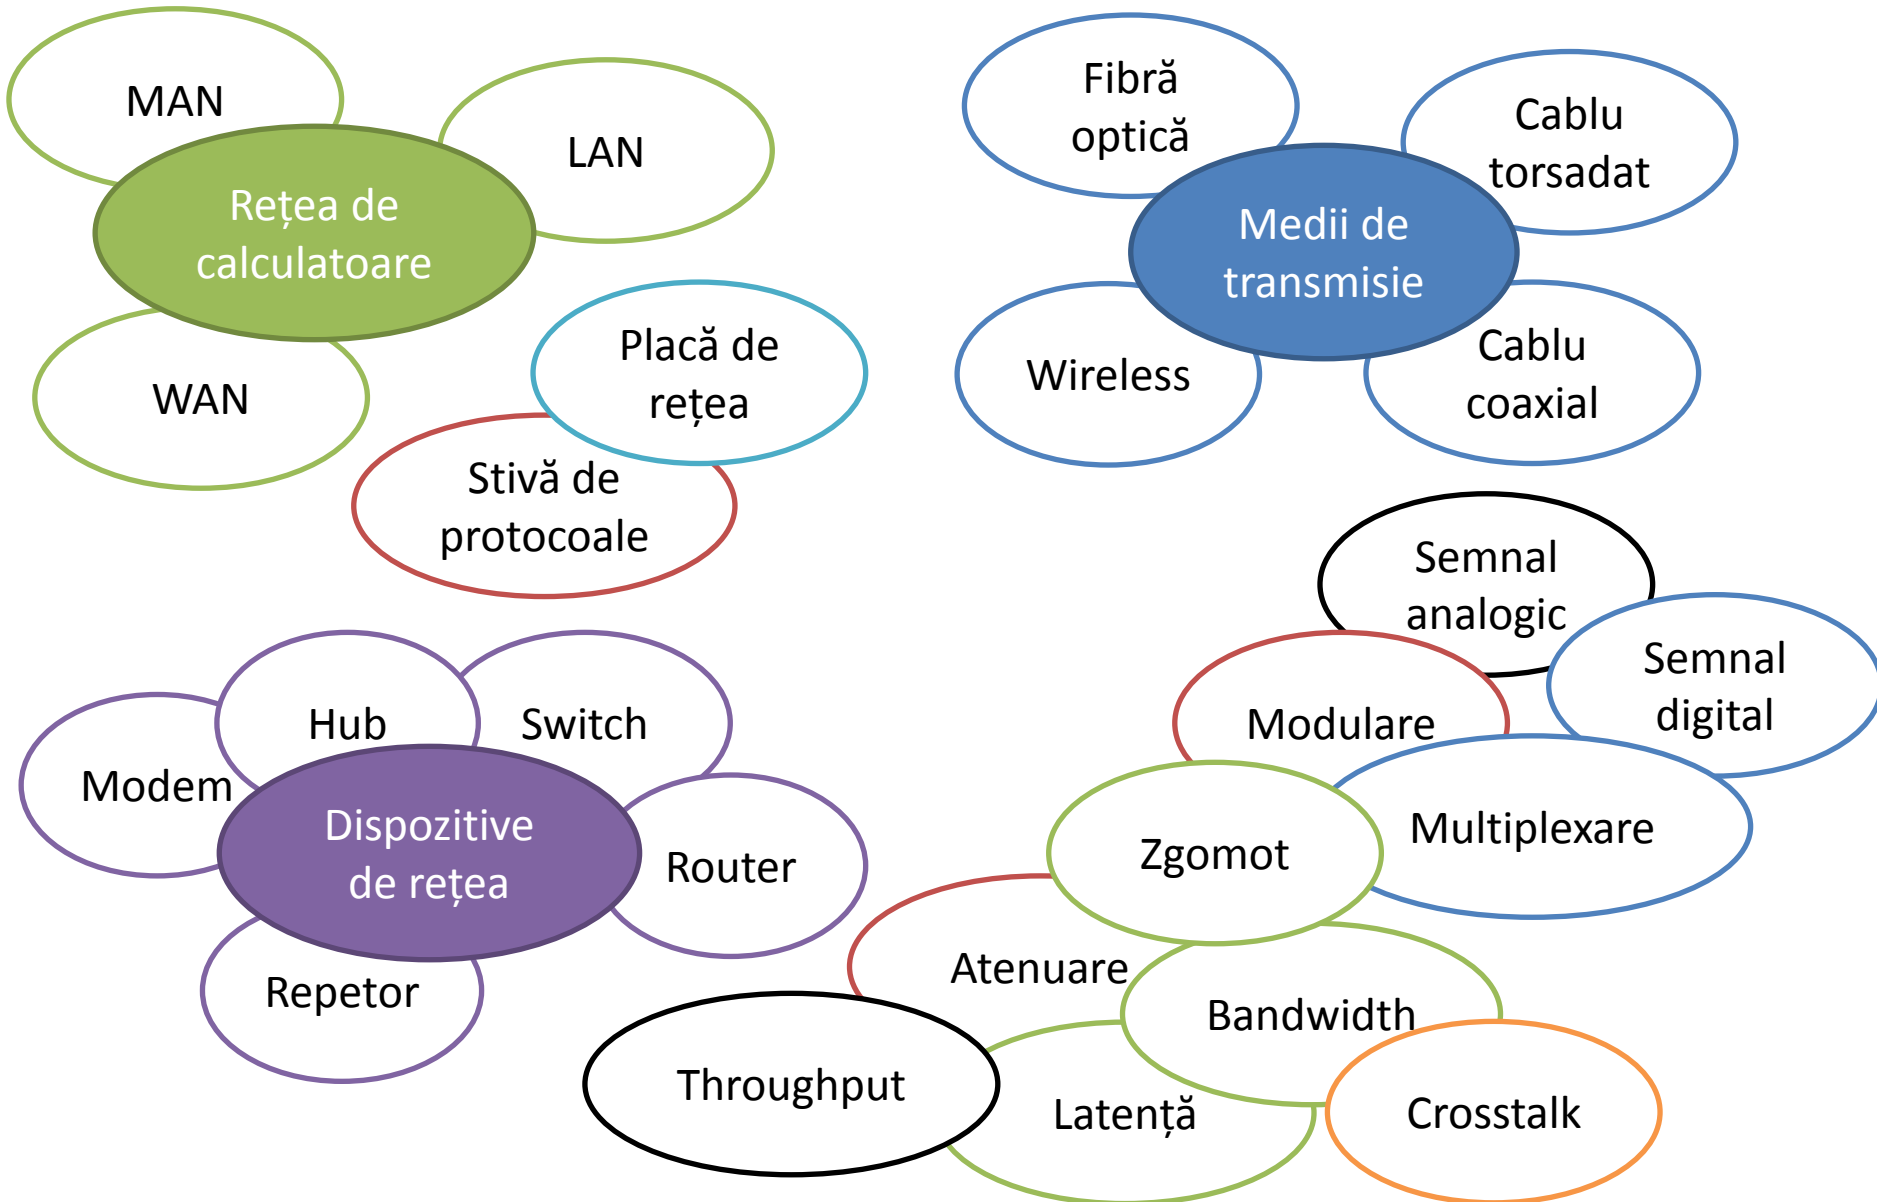 MAN
LAN
Rețea de
calculatoare
WAN
Placă de
rețea
Stivă de
protocoale
Fibră
optică
Cablu
torsadat
Medii de
transmisie
Wireless
Cablu
coaxial
Hub
Switch
Modem
Dispozitive
de rețea
Router
Repetor
Semnal
analogic
Semnal
digital
Modulare
Multiplexare
Zgomot
Atenuare
Bandwidth
Throughput
Latență
Crosstalk